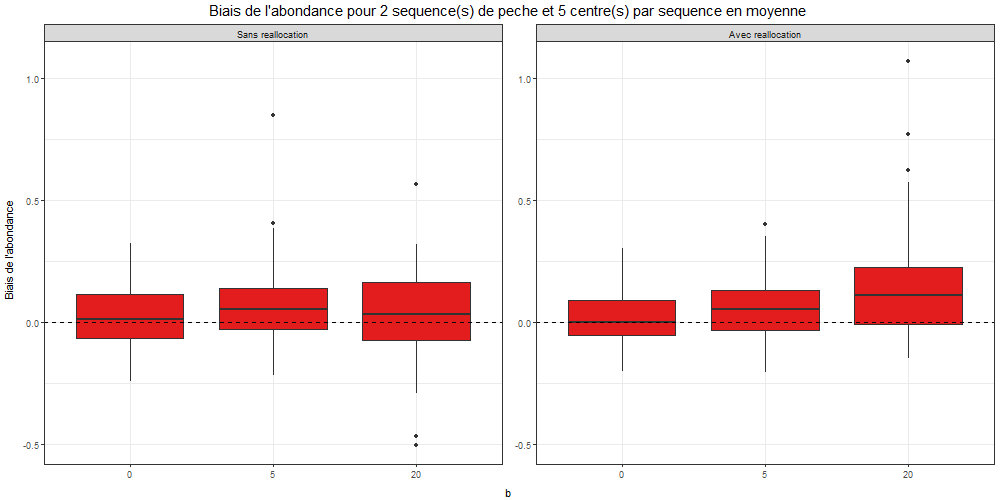 Biais de l'abondance pour 2 sequence(s) de peche et 5 centre(s) par sequence en moyenne
Sans reallocation
Avec reallocation
Biais de l'abondance
1.0
0.5
0.0
-0.5
1.0
0.5
0.0
-0.5
0 5 20
0 5 20
b